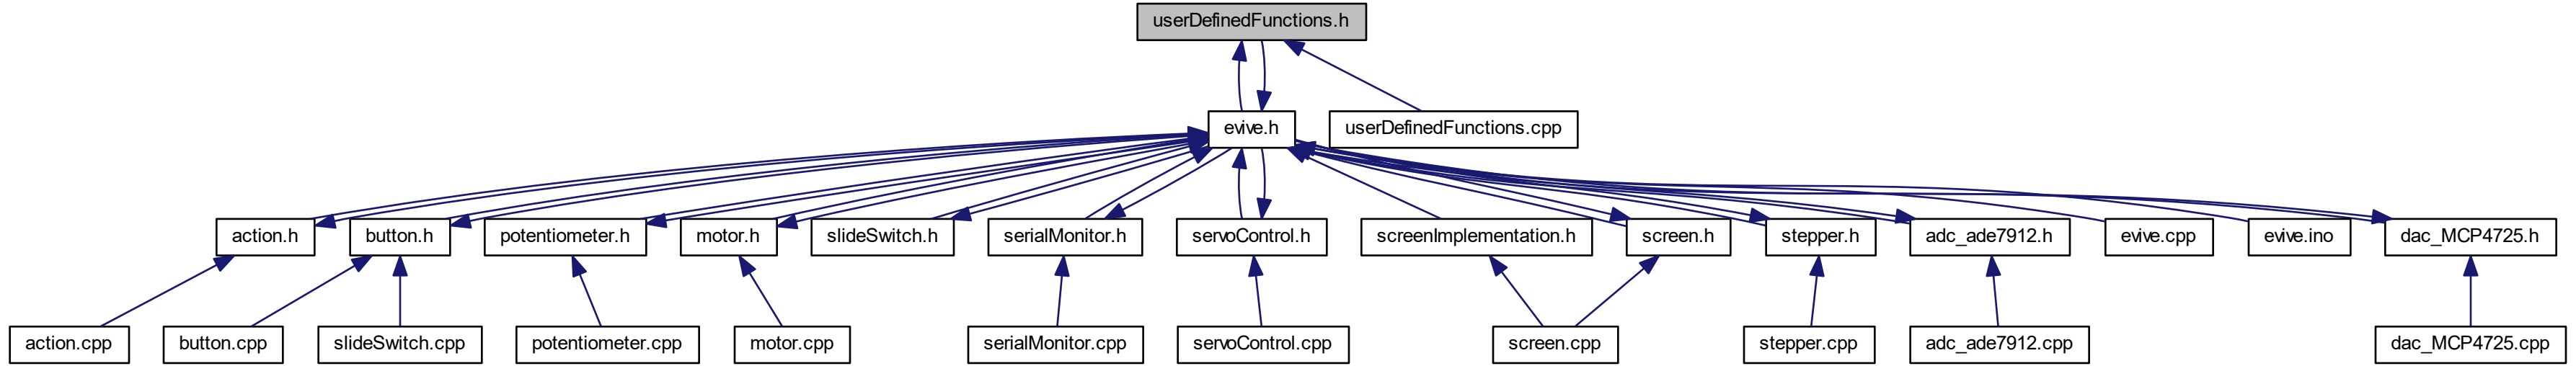 userDefinedFunctions.h
evive.h
userDefinedFunctions.cpp
action.h
button.h
potentiometer.h
motor.h
slideSwitch.h
serialMonitor.h
servoControl.h
screenImplementation.h
screen.h
stepper.h
adc_ade7912.h
evive.cpp
evive.ino
dac_MCP4725.h
action.cpp
button.cpp
slideSwitch.cpp
potentiometer.cpp
motor.cpp
serialMonitor.cpp
servoControl.cpp
screen.cpp
stepper.cpp
adc_ade7912.cpp
dac_MCP4725.cpp